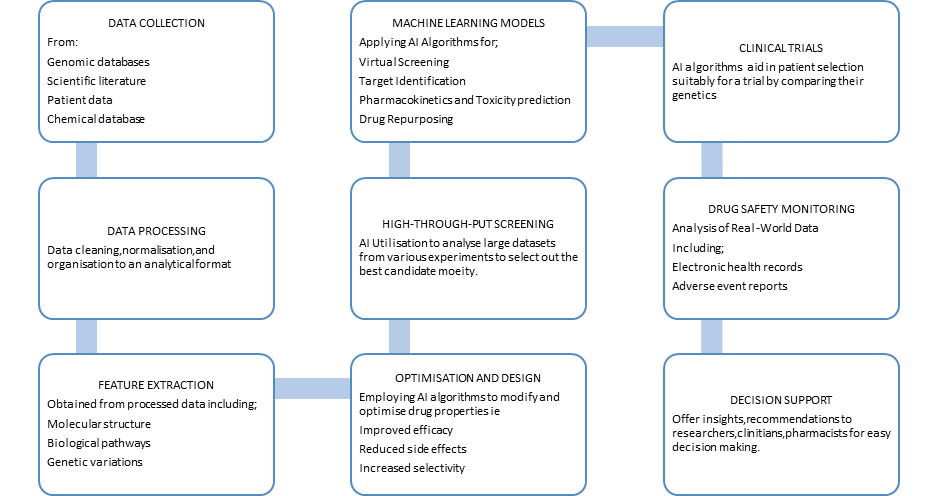 DATA COLLECTION
From:
Genomic databases
Scientific literature
Patient data
Chemical database
DATA PROCESSING
Data cleaning,normalisation,and
organisation to an analytical format
FEATURE EXTRACTION
Obtained from processed data including;
Molecular structure
Biological pathways
Genetic variations
OPTIMISATION AND DESIGN
Employing AI algorithms to modify and
optimise drug properties ie
Improved efficacy
Reduced side effects
Increased selectivity
HIGH-THROUGH-PUT SCREENING
AI Utilisation to analyse large datasets
from various experiments to select out the
best candidate moeity.
MACHINE LEARNING MODELS
Applying AI Algorithms for;
Virtual Screening
Target Identification
Pharmacokinetics and Toxicity prediction
Drug Repurposing
CLINICAL TRIALS
AI algorithms aid in patient selection
suitably for a trial by comparing their
genetics
DRUG SAFETY MONITORING
Analysis of Real-World Data
Including;
Electronic health records
Adverse event reports
DECISION SUPPORT
Offer insights,recommendations to
researchers,clinitians,pharmacists for easy
decision making.